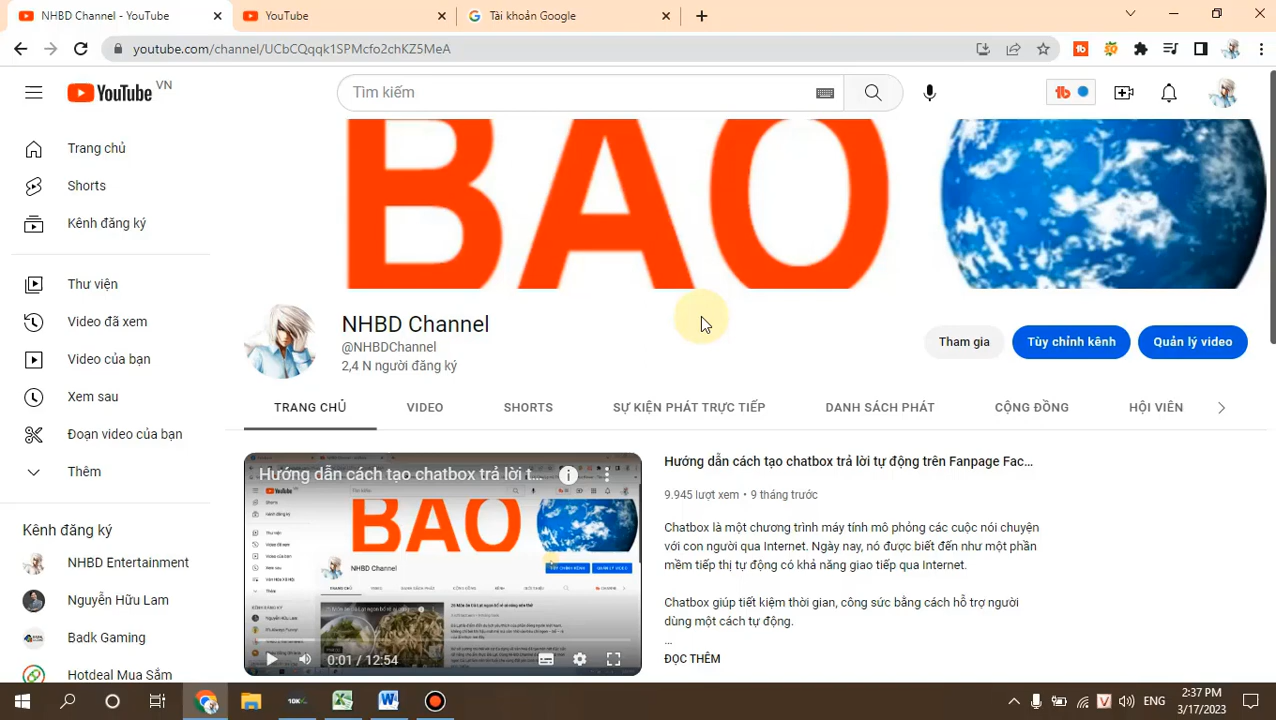 NHBD Channel - YouTube
YouTube
Tài khoản Google
youtube.com/channel/UCbCQqqk1SPMcfo2chKZ5MeA
YouTube VN
Tìm kiếm
Trang chủ
Shorts
Kênh đăng ký
Thư viện
Video đã xem
Video của bạn
Xem sau
Đoạn video của bạn
Thêm
Kênh đăng ký
NHBD Entertainment
Nguyễn Hữu Lam
Badk Gaming
Hotdeal Mua Sắm
BAO
NHBD Channel
@NHBDChannel
2,4 N người đăng ký
Tham gia
Tùy chỉnh kênh
Quản lý video
TRANG CHỦ
VIDEO
SHORTS
SỰ KIỆN PHÁT TRỰC TIẾP
DANH SÁCH PHÁT
CỘNG ĐỒNG
HỘI VIÊN
Hướng dẫn cách tạo chatbox trả lời t...
BAO
NHBD Channel
0:01 / 12:54
Hướng dẫn cách tạo chatbox trả lời tự động trên Fanpage Fac...
9.945 lượt xem • 9 tháng trước
Chatbot là một chương trình máy tính mô phỏng các cuộc nói chuyện
với con người qua Internet. Ngày nay, nó được biết đến như một phần
mềm tiếp thị tự động có khả năng giao tiếp qua Internet.
Chatbot giúp tiết kiệm thời gian, công sức bằng cách hỗ trợ người
dùng một cách tự động.
...
ĐỌC THÊM
ENG
2:37 PM
3/17/2023